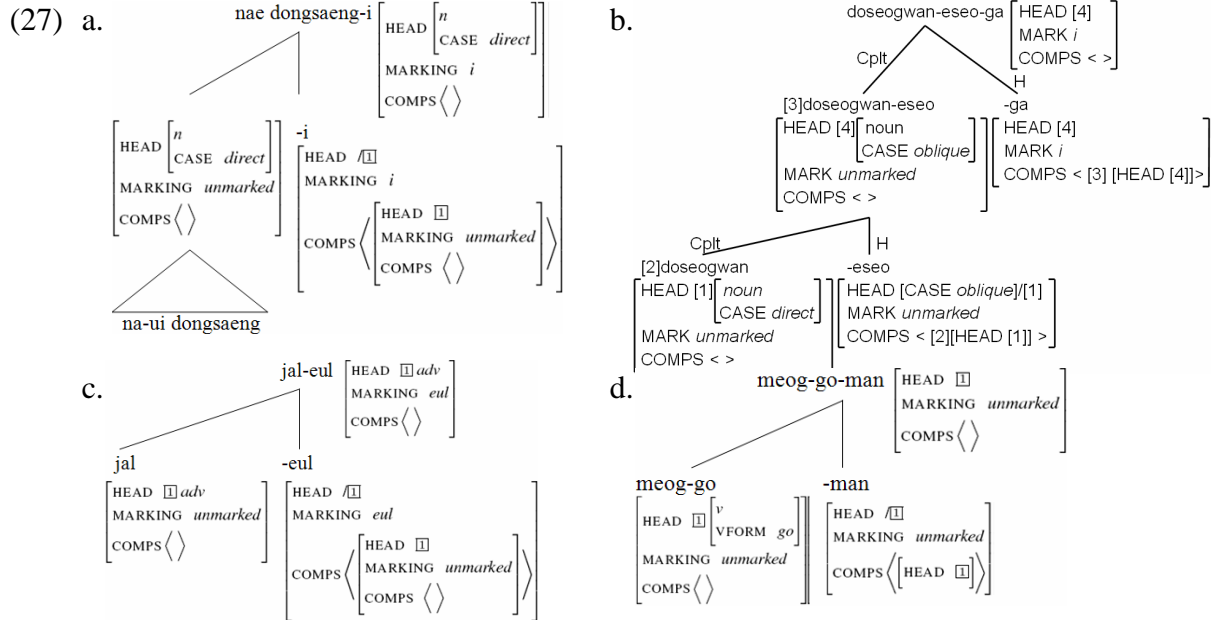 (27) a.
nae dongsaeng-i
HEAD [n
CASE direct]
MARKING i
COMPS⟨⟩
HEAD [n
CASE direct]
MARKING unmarked
COMPS⟨⟩
-i
HEAD /[1]
MARKING i
COMPS⟨[HEAD [1]
MARKING unmarked
COMPS ⟨⟩]⟩
na-ui dongsaeng
b.
doseogwan-eseo-ga
HEAD [4]
MARK i
COMPS < >
Cplt
H
[3]doseogwan-eseo
HEAD [4] [noun
CASE oblique]
MARK unmarked
COMPS < >
-ga
HEAD [4]
MARK i
COMPS < [3] [HEAD [4]]>
Cplt
H
[2]doseogwan
HEAD [1] [noun
CASE direct]
MARK unmarked
COMPS < >
-eseo
HEAD [CASE oblique]/[1]
MARK unmarked
COMPS < [2][HEAD [1]] >
c.
jal-eul
HEAD [1] adv
MARKING eul
COMPS⟨⟩
jal
HEAD [1] adv
MARKING unmarked
COMPS⟨⟩
-eul
HEAD /[1]
MARKING eul
COMPS⟨[HEAD [1]
MARKING unmarked
COMPS ⟨⟩]⟩
d.
meog-go-man
HEAD [1]
MARKING unmarked
COMPS⟨⟩
meog-go
HEAD [1] [v
VFORM go]
MARKING unmarked
COMPS⟨⟩
-man
HEAD /[1]
MARKING unmarked
COMPS⟨[HEAD [1]]⟩